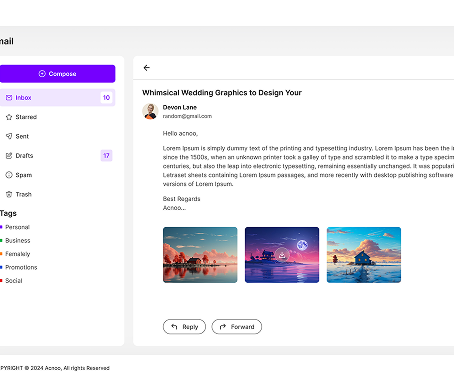 mail
Compose
Inbox 10
Starred
Sent
Drafts 17
Spam
Trash
Tags
Personal
Business
Femalely
Promotions
Social
Whimsical Wedding Graphics to Design Your
Devon Lane
random@gmail.com
Hello acnoo,
Lorem Ipsum is simply dummy text of the printing and typesetting industry. Lorem Ipsum has been the in
since the 1500s, when an unknown printer took a galley of type and scrambled it to make a type specim
centuries, but also the leap into electronic typesetting, remaining essentially unchanged. It was popular
Letraset sheets containing Lorem Ipsum passages, and more recently with desktop publishing software
versions of Lorem Ipsum.
Best Regards
Acnoo...
Reply
Forward
PYRIGHT © 2024 Acnoo, All rights Reserved